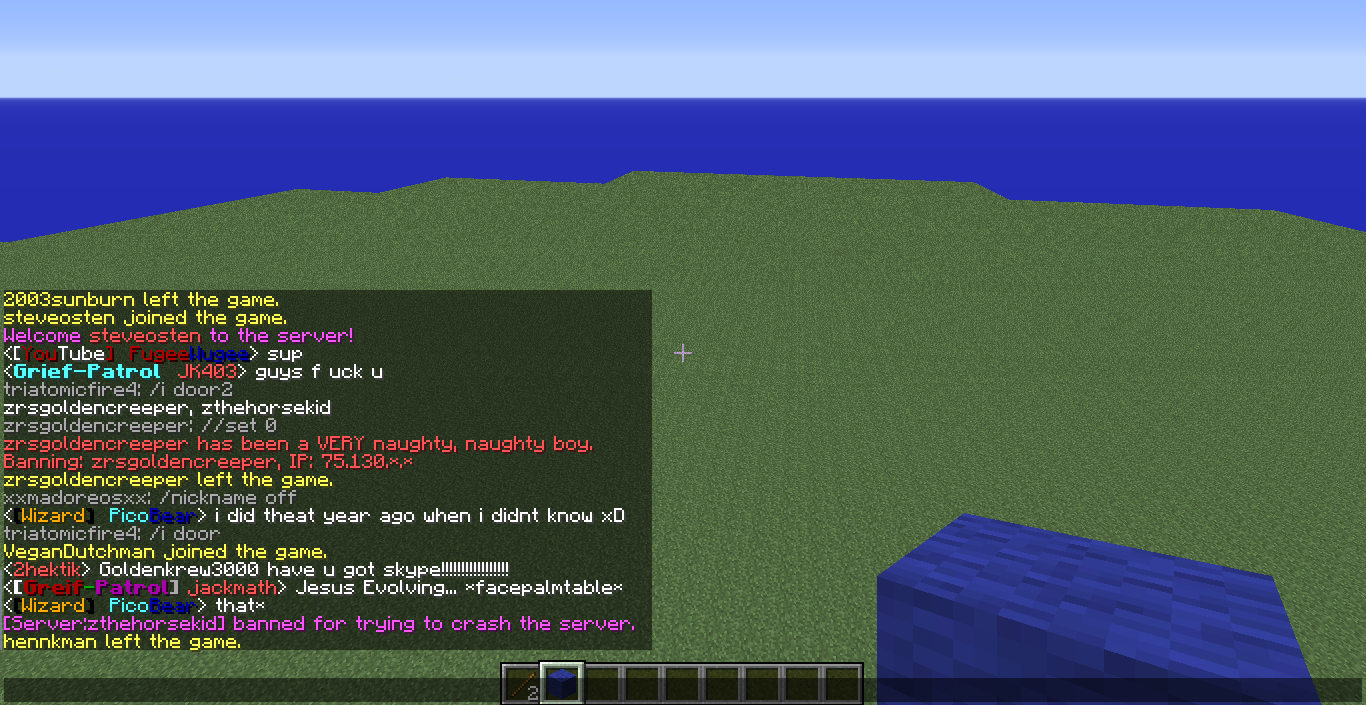 2003sunburn left the game.
steveosten joined the game.
Welcome steveosten to the server!
<[YouTube] FugeeWugee> sup
<Grief-Patrol JK403> guys f uck u
triatomicfire4: /i door2
zrsgoldencreeper, zthehorsekid
zrsgoldencreeper: //set 0
zrsgoldencreeper has been a VERY naughty, naughty boy.
Banning: zrsgoldencreeper, IP: 75.130.*.*
zrsgoldencreeper left the game.
xxmadoreosxx: /nickname off
<[Wizard] PicoBear> i did theat year ago when i didnt know xD
triatomicfire4: /i door
VeganDutchman joined the game.
<2hektik> Goldenkrew3000 have u got skype!!!!!!!!!!!!!!!!!
<[Greif-Patrol] jackmath> Jesus Evolving... *facepalmtable*
<[Wizard] PicoBear> that*
[Server:zthehorsekid] banned for trying to crash the server.
hennkman left the game.
2